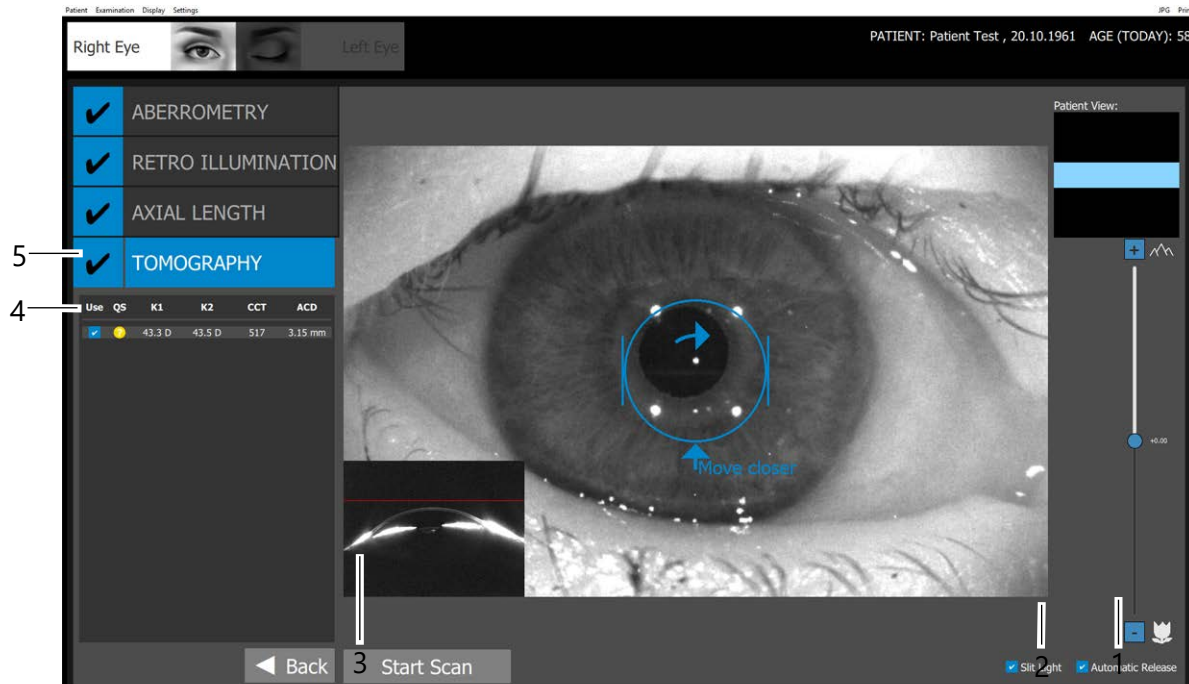 Patient Examination Display Settings JPG
Right Eye Left Eye PATIENT: Patient Test , 20.10.1961 AGE (TODAY): 58
ABERROMETRY
Patient View:
RETRO ILLUMINATION
AXIAL LENGTH
TOMOGRAPHY
5
+
4
Use QS K1 K2 CCT ACD
? 43.3 D 43.5 D 517 3.15 mm
+0.00
Move closer
-
Back
3
Start Scan
2
1
Slit Light
Automatic Release